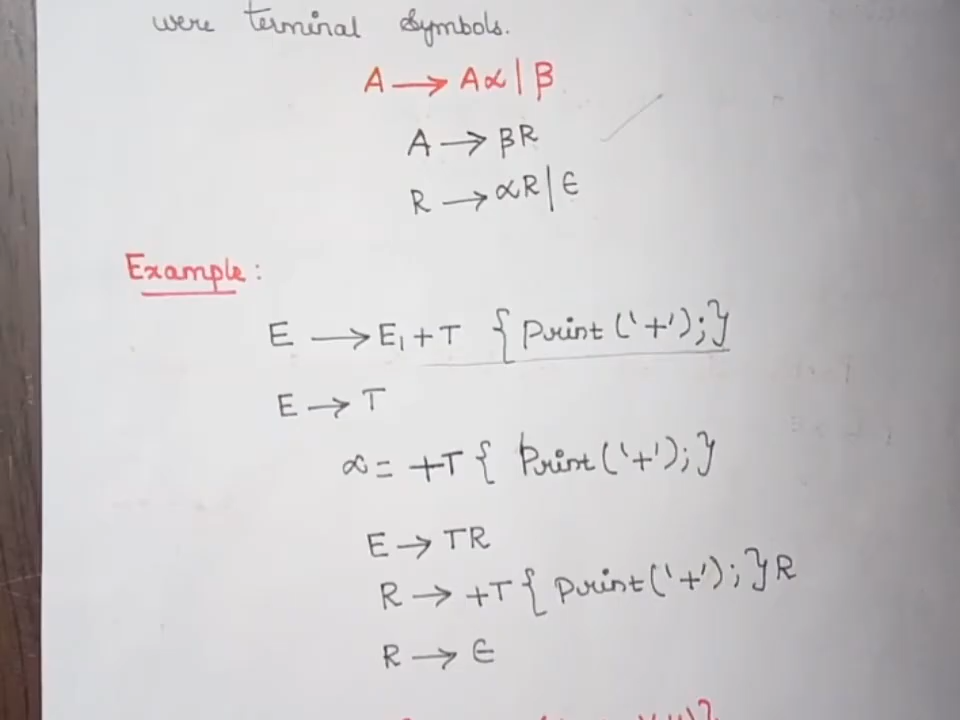 were terminal Symbols.
A → Aα | β
A → βR
R → αR | ∈
Example:
E → E₁ + T { Print ('+'); }
E → T
α = +T { Print ('+'); }
E → TR
R → +T { Print ('+'); } R
R → ∈